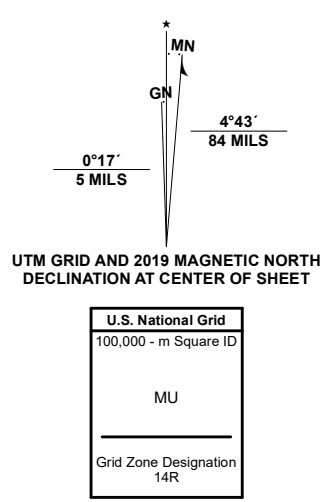 ★
MN
GN
4°43´
84 MILS
0°17´
5 MILS
UTM GRID AND 2019 MAGNETIC NORTH
DECLINATION AT CENTER OF SHEET
U.S. National Grid
100,000 - m Square ID
MU
Grid Zone Designation
14R